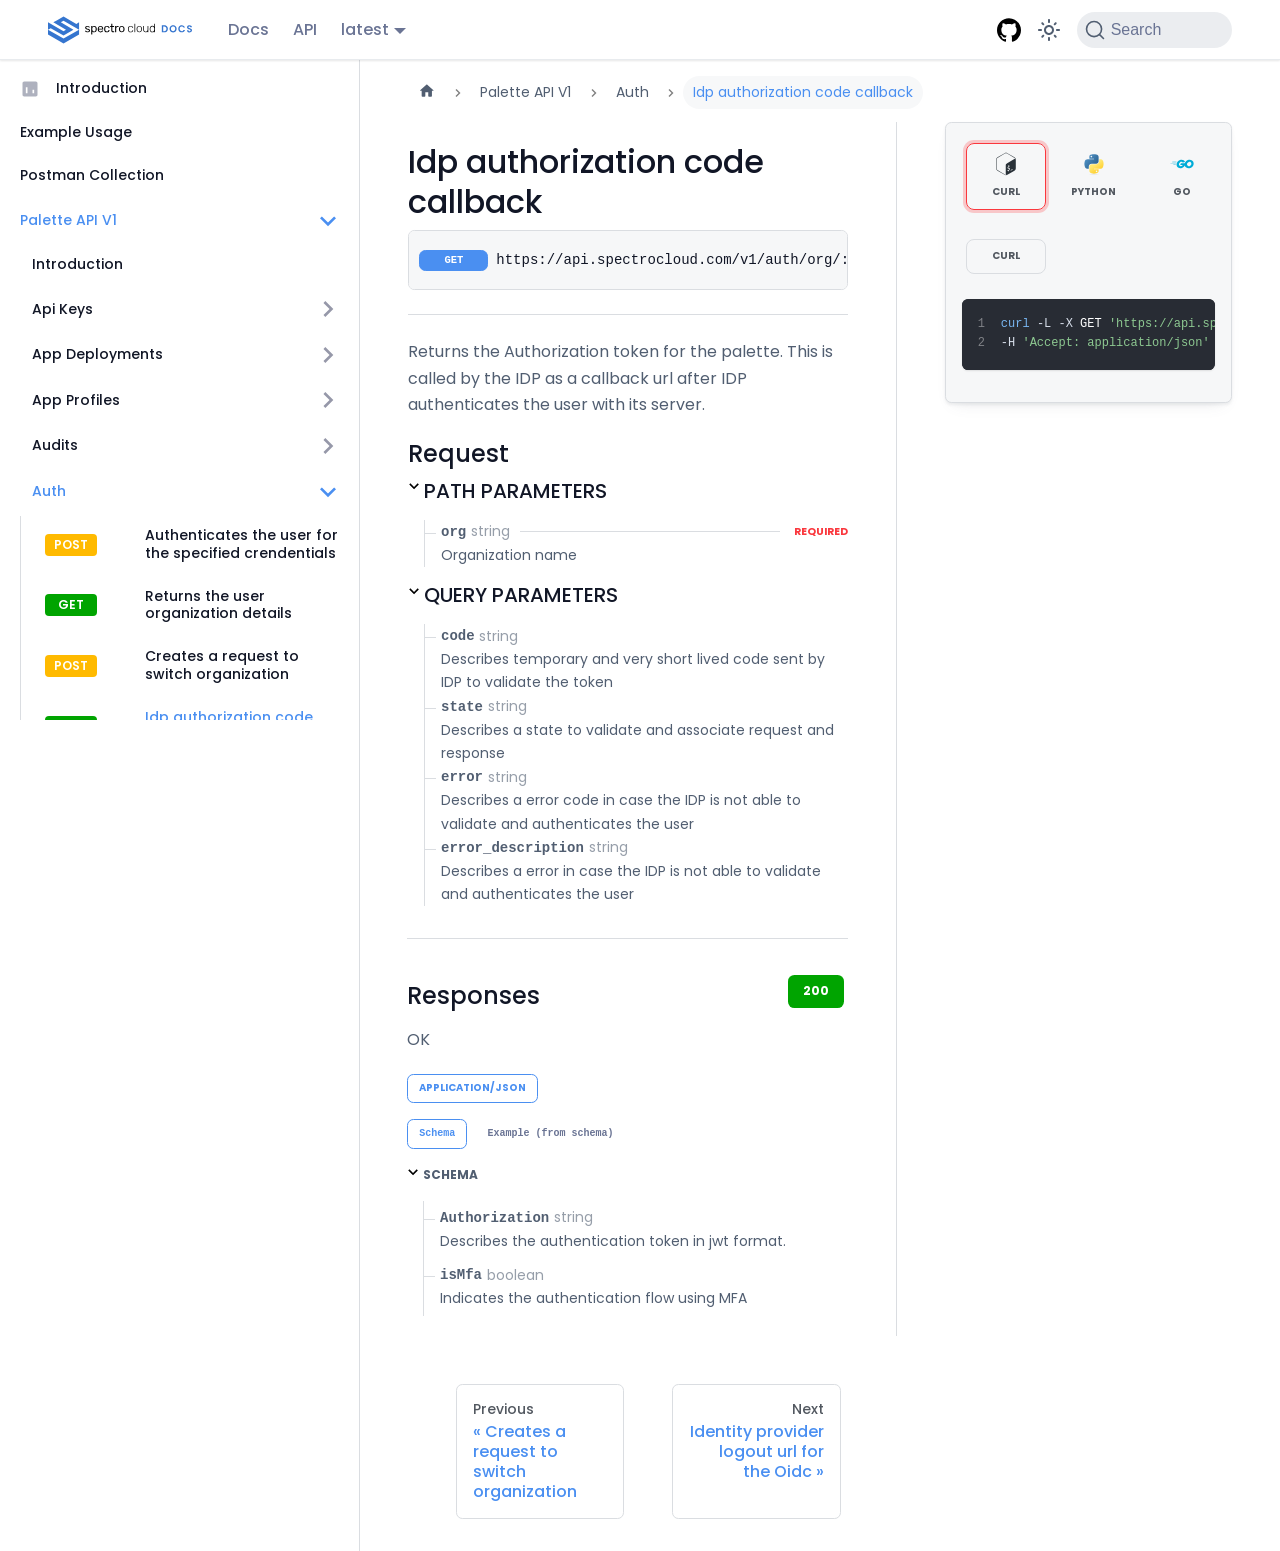 spectro cloud DOCS
Docs API latest
Search
Introduction
Example Usage
Postman Collection
Palette API V1
Introduction
Api Keys
App Deployments
App Profiles
Audits
Auth
POST Authenticates the user for
the specified crendentials
GET Returns the user
organization details
POST Creates a request to
switch organization
Idp authorization code
Palette API V1 Auth Idp authorization code callback
Idp authorization code
callback
GET https://api.spectrocloud.com/v1/auth/org/:
Returns the Authorization token for the palette. This is
called by the IDP as a callback url after IDP
authenticates the user with its server.
Request
PATH PARAMETERS
org string REQUIRED
Organization name
QUERY PARAMETERS
code string
Describes temporary and very short lived code sent by
IDP to validate the token
state string
Describes a state to validate and associate request and
response
error string
Describes a error code in case the IDP is not able to
validate and authenticates the user
error_description string
Describes a error in case the IDP is not able to validate
and authenticates the user
Responses 200
OK
APPLICATION/JSON
Schema Example (from schema)
SCHEMA
Authorization string
Describes the authentication token in jwt format.
isMfa boolean
Indicates the authentication flow using MFA
Previous
« Creates a
request to
switch
organization
Next
Identity provider
logout url for
the Oidc »
CURL PYTHON GO
GO
CURL
1 curl -L -X GET 'https://api.sp
2 -H 'Accept: application/json'